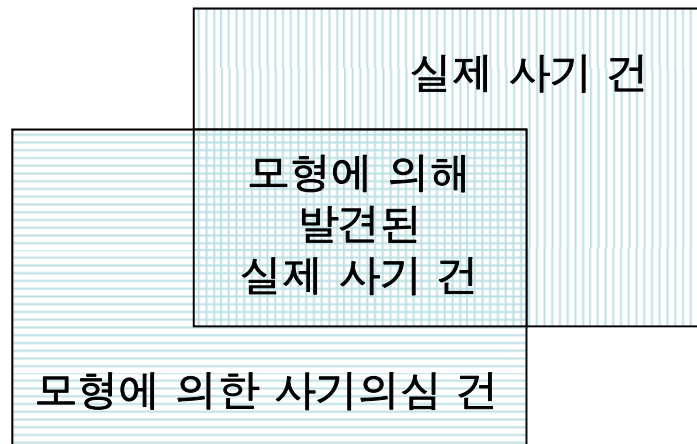 실제 사기 건
모형에 의해
발견된
실제 사기 건
모형에 의한 사기의심 건